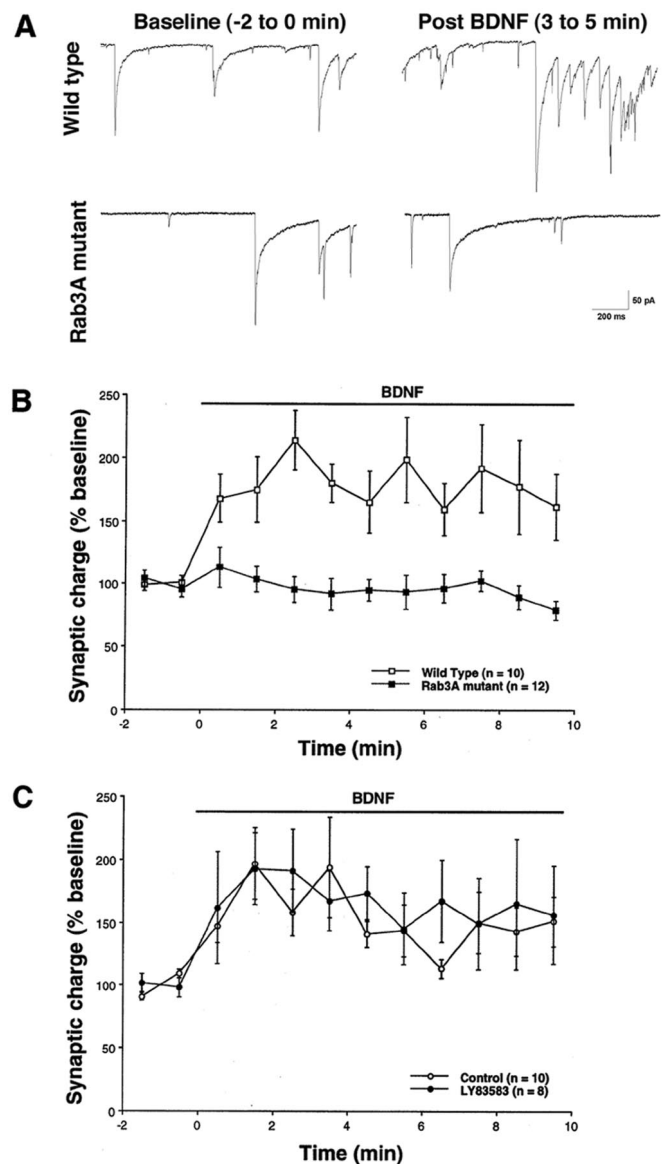 A
Baseline (-2 to 0 min)
Post BDNF (3 to 5 min)
Wild type
Rab3A mutant
50 pA
200 ms
B
BDNF
Synaptic charge (% baseline)
250
200
150
100
50
0
Wild Type (n = 10)
Rab3A mutant (n = 12)
-2 0 2 4 6 8 10
Time (min)
C
BDNF
Synaptic charge (% baseline)
250
200
150
100
50
0
Control (n = 10)
LY83583 (n = 8)
-2 0 2 4 6 8 10
Time (min)